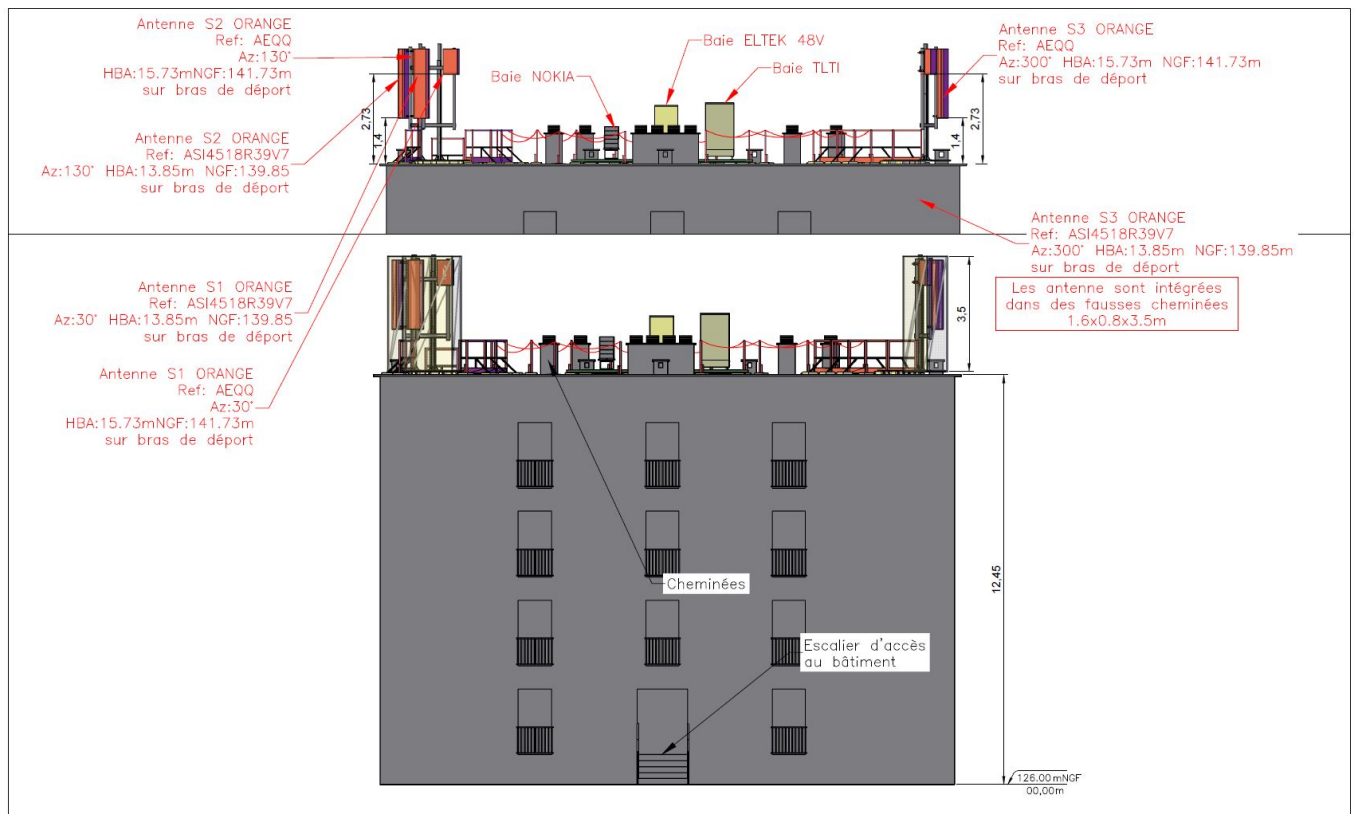 Antenne S2 ORANGE
Ref: AEQQ
Az:130°
HBA:15.73mNGF:141.73m
sur bras de déport
Baie ELTEK 48V
Baie NOKIA
Baie TLTI
Antenne S3 ORANGE
Ref: AEQQ
Az:300° HBA:15.73m NGF:141.73m
sur bras de déport
2,73
1,4
1,4
2,73
Antenne S2 ORANGE
Ref: ASI4518R39V7
Az:130° HBA:13.85m NGF:139.85
sur bras de déport
Antenne S3 ORANGE
Ref: ASI4518R39V7
Az:300° HBA:13.85m NGF:139.85m
sur bras de déport
Les antenne sont intégrées
dans des fausses cheminées
1.6x0.8x3.5m
Antenne S1 ORANGE
Ref: ASI4518R39V7
Az:30° HBA:13.85m NGF:139.85
sur bras de déport
3,5
Antenne S1 ORANGE
Ref: AEQQ
Az:30°
HBA:15.73mNGF:141.73m
sur bras de déport
Cheminées
12,45
Escalier d'accès
au bâtiment
126.00mNGF
00,00m